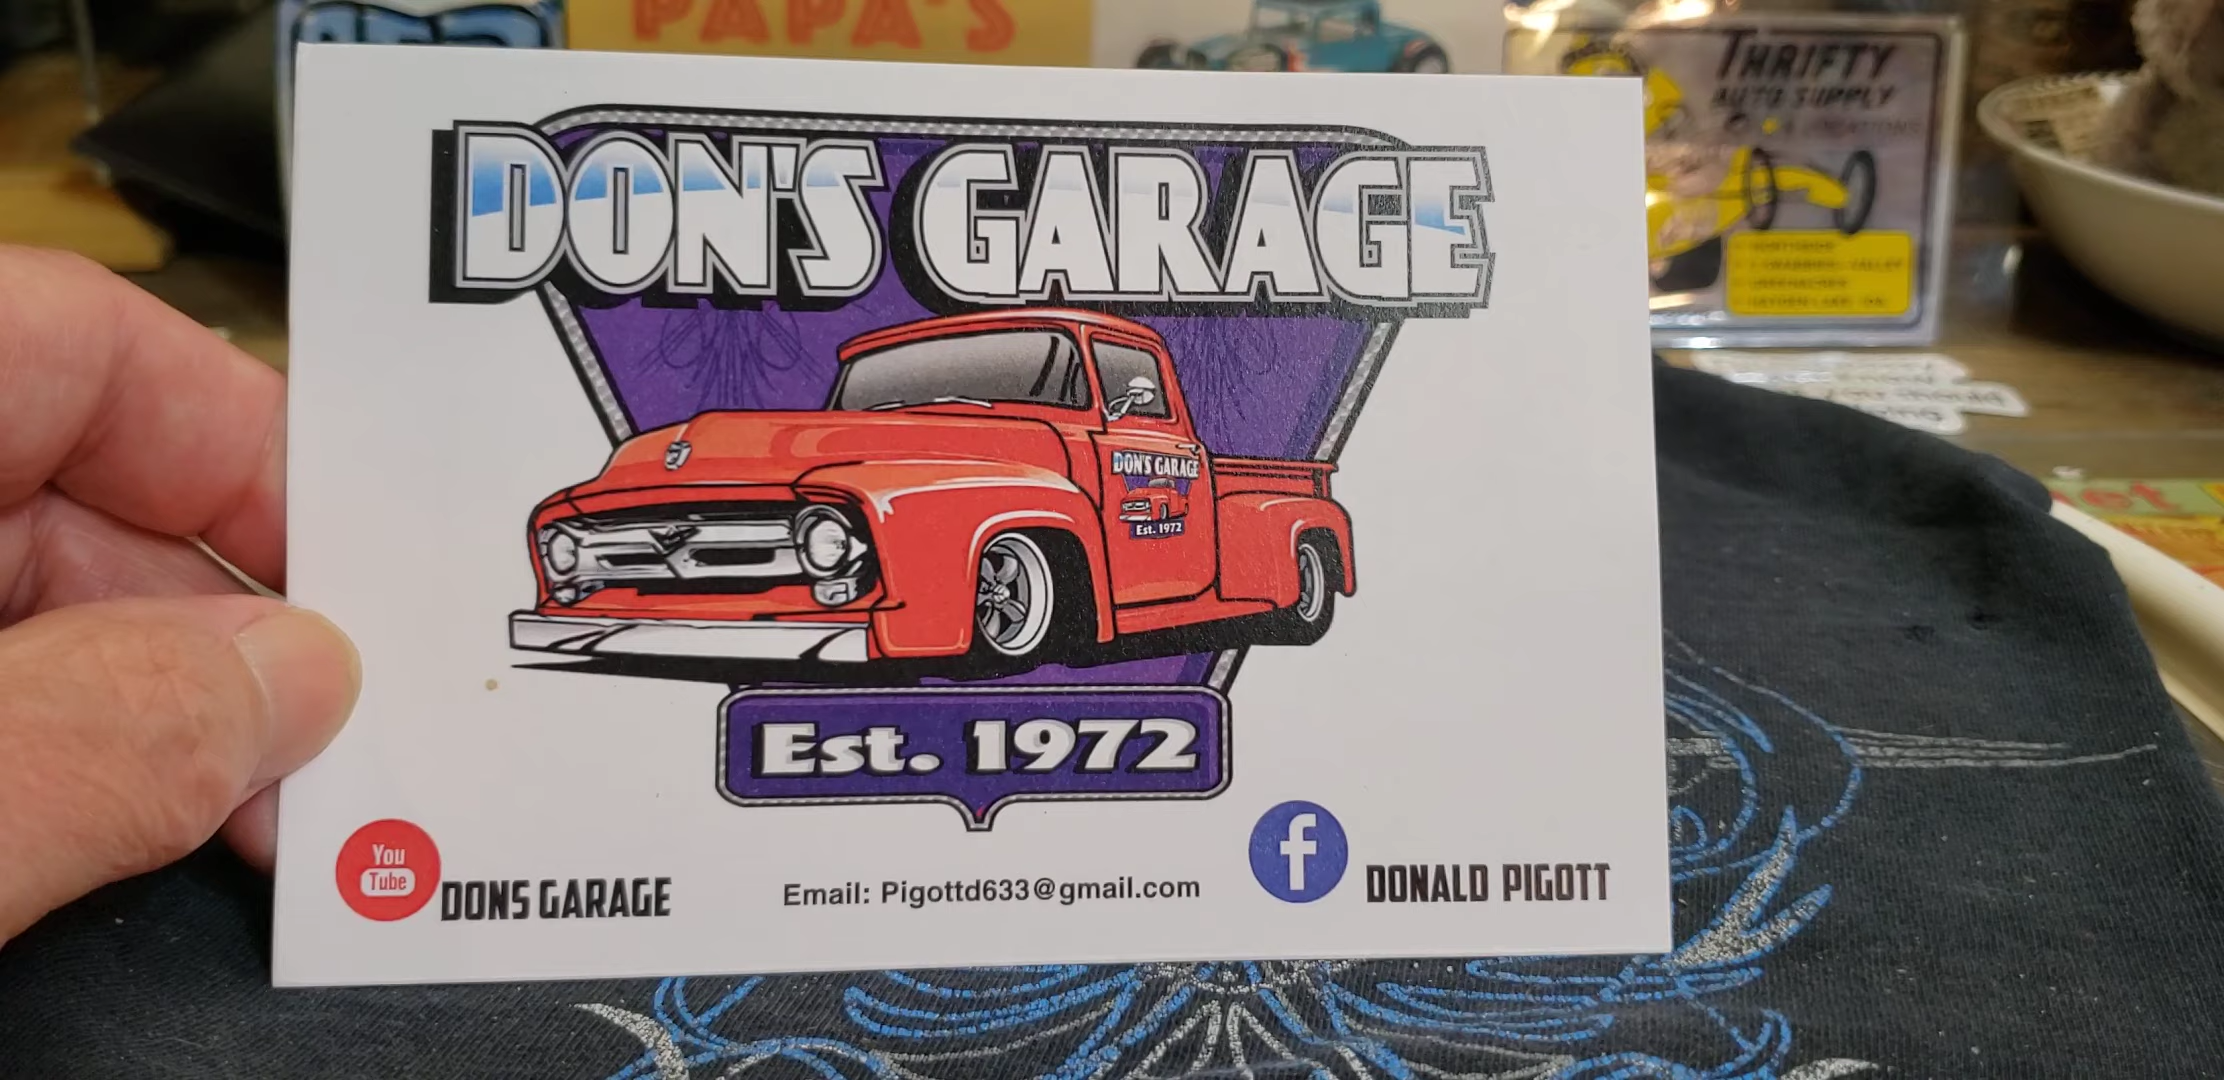 PAPA'S
THRIFTY
AUTO SUPPLY
DON'S GARAGE
DON'S GARAGE
Est. 1972
Est. 1972
You
Tube
DONS GARAGE
Email: Pigottd633@gmail.com
f
DONALD PIGOTT